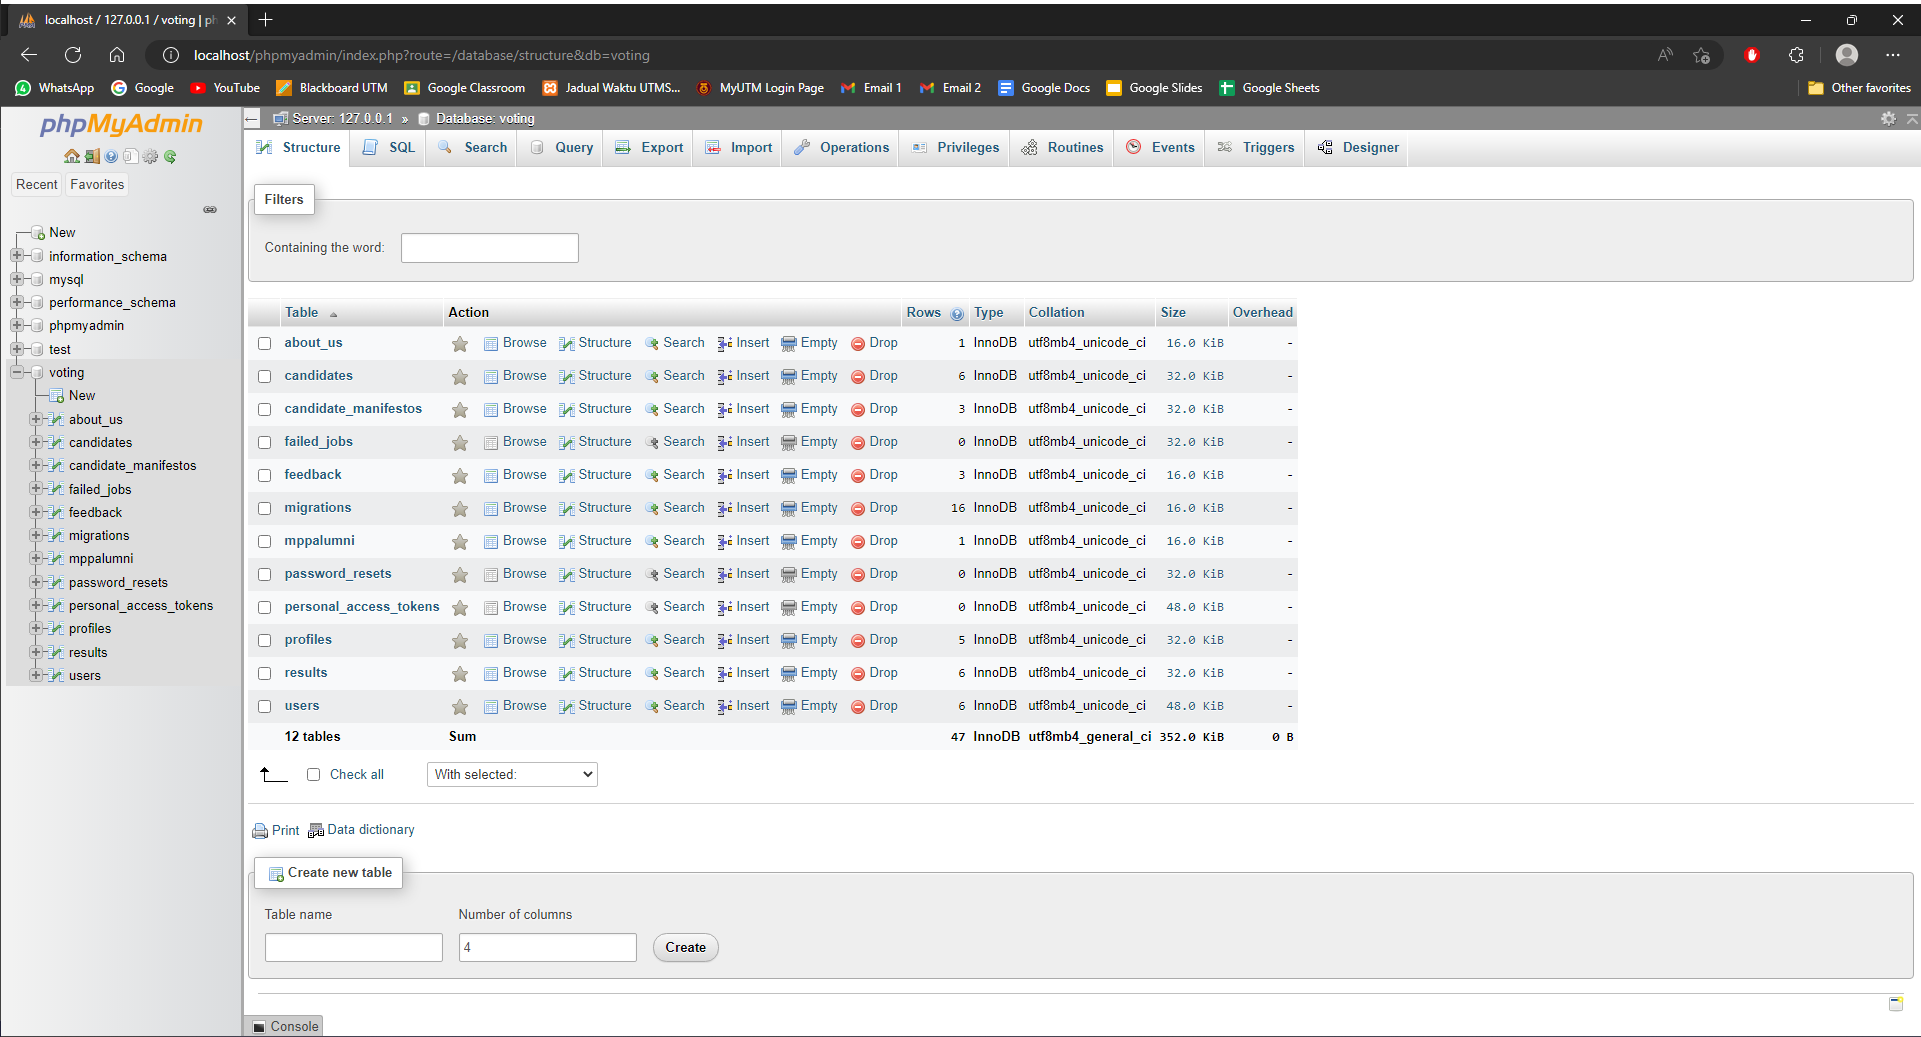 localhost / 127.0.0.1 / voting | ph
localhost/phpmyadmin/index.php?route=/database/structure&db=voting
WhatsApp Google YouTube Blackboard UTM Google Classroom Jadual Waktu UTMS... MyUTM Login Page Email 1 Email 2 Google Docs Google Slides Google Sheets Other favorites
phpMyAdmin
Recent Favorites
New
information_schema
mysql
performance_schema
phpmyadmin
test
voting
New
about_us
candidates
candidate_manifestos
failed_jobs
feedback
migrations
mppalumni
password_resets
personal_access_tokens
profiles
results
users
Server: 127.0.0.1 » Database: voting
Structure SQL Search Query Export Import Operations Privileges Routines Events Triggers Designer
Filters
Containing the word:
Table Action Rows Type Collation Size Overhead
about_us Browse Structure Search Insert Empty Drop 1 InnoDB utf8mb4_unicode_ci 16.0 KiB -
candidates Browse Structure Search Insert Empty Drop 6 InnoDB utf8mb4_unicode_ci 32.0 KiB -
candidate_manifestos Browse Structure Search Insert Empty Drop 3 InnoDB utf8mb4_unicode_ci 32.0 KiB -
failed_jobs Browse Structure Search Insert Empty Drop 0 InnoDB utf8mb4_unicode_ci 32.0 KiB -
feedback Browse Structure Search Insert Empty Drop 3 InnoDB utf8mb4_unicode_ci 16.0 KiB -
migrations Browse Structure Search Insert Empty Drop 16 InnoDB utf8mb4_unicode_ci 16.0 KiB -
mppalumni Browse Structure Search Insert Empty Drop 1 InnoDB utf8mb4_unicode_ci 16.0 KiB -
password_resets Browse Structure Search Insert Empty Drop 0 InnoDB utf8mb4_unicode_ci 32.0 KiB -
personal_access_tokens Browse Structure Search Insert Empty Drop 0 InnoDB utf8mb4_unicode_ci 48.0 KiB -
profiles Browse Structure Search Insert Empty Drop 5 InnoDB utf8mb4_unicode_ci 32.0 KiB -
results Browse Structure Search Insert Empty Drop 6 InnoDB utf8mb4_unicode_ci 32.0 KiB -
users Browse Structure Search Insert Empty Drop 6 InnoDB utf8mb4_unicode_ci 48.0 KiB -
12 tables Sum 47 InnoDB utf8mb4_general_ci 352.0 KiB 0 B
Check all With selected:
Print Data dictionary
Create new table
Table name Number of columns
4 Create
Console